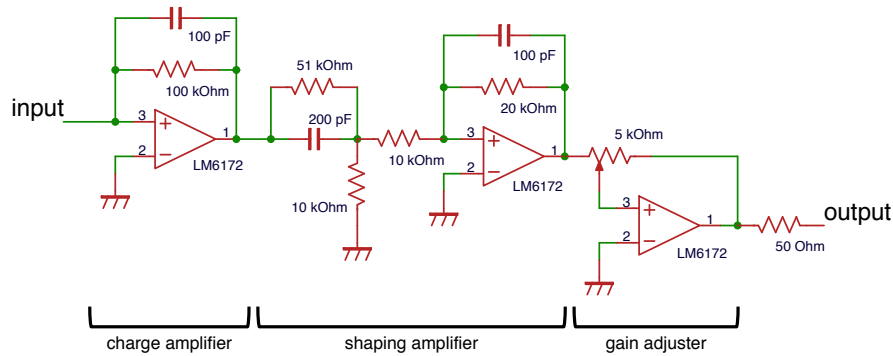 100 pF
100 kOhm
input
3
+
2
−
1
LM6172
51 kOhm
200 pF
10 kOhm
10 kOhm
100 pF
20 kOhm
3
+
2
−
1
LM6172
5 kOhm
3
+
2
−
1
LM6172
50 Ohm
output
charge amplifier
shaping amplifier
gain adjuster